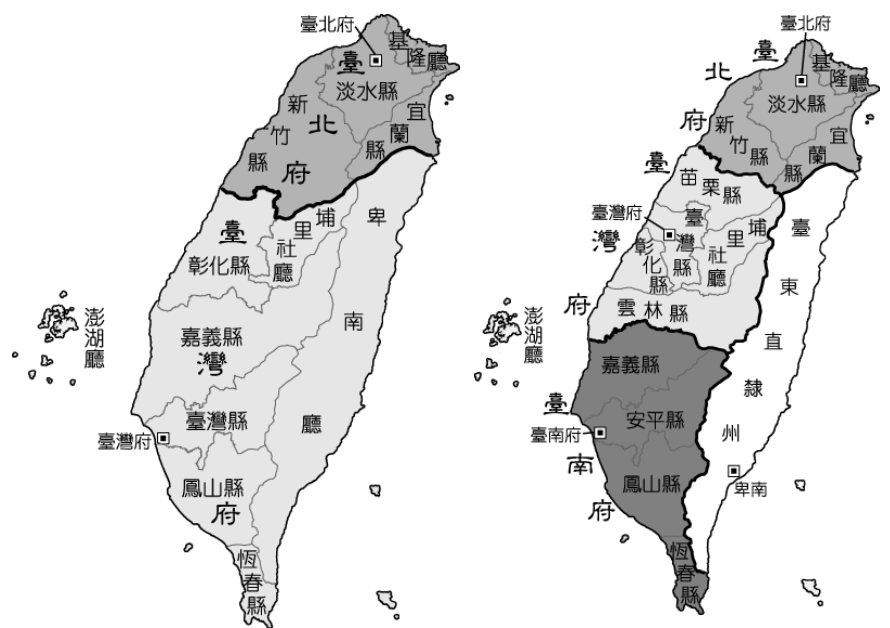 臺北府
臺北府
基隆廳
淡水縣
新竹縣
宜蘭縣
臺灣府
彰化縣
埔里社廳
卑南廳
嘉義縣
臺灣縣
臺灣府
鳳山縣
恆春縣
澎湖廳
臺北府
臺北府
基隆廳
淡水縣
新竹縣
宜蘭縣
臺灣府
苗栗縣
臺灣府
臺灣縣
彰化縣
埔里社廳
雲林縣
臺東直隸州
卑南
臺南府
嘉義縣
安平縣
臺南府
鳳山縣
恆春縣
澎湖廳